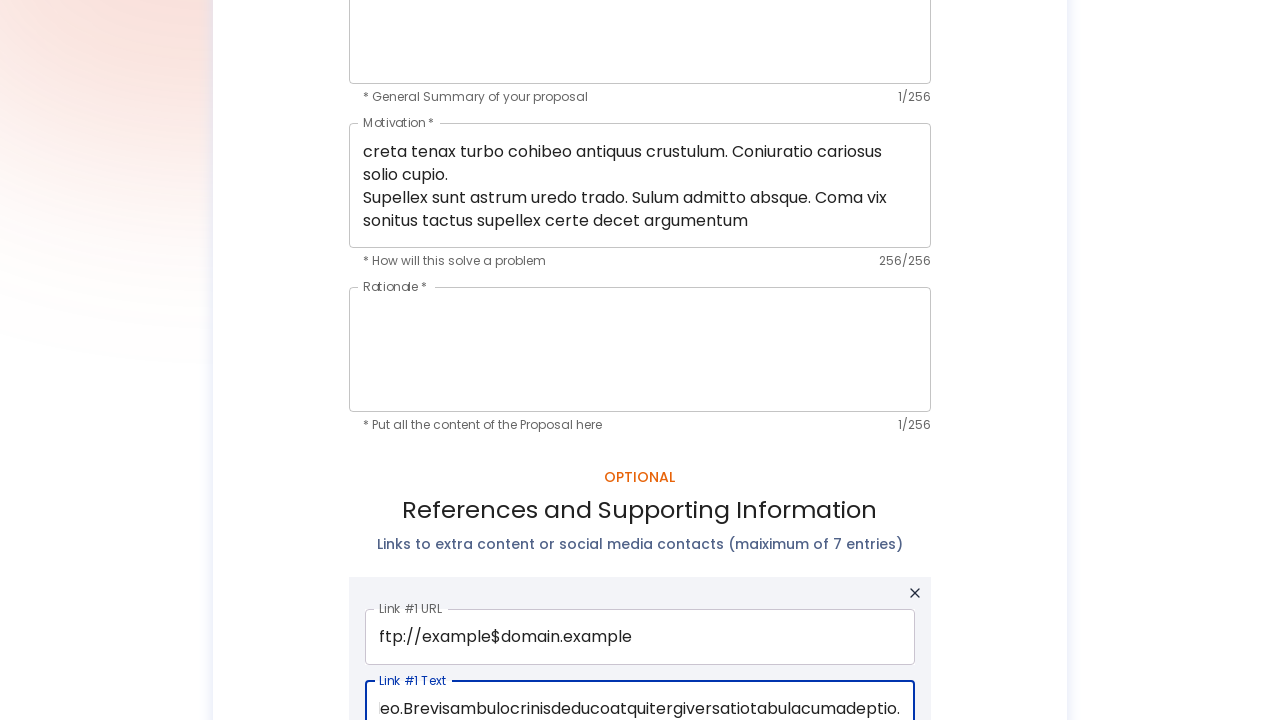 * General Summary of your proposal 1/256
Motivation *
creta tenax turbo cohibeo antiquus crustulum. Coniuratio cariosus
solio cupio.
Supellex sunt astrum uredo trado. Sulum admitto absque. Coma vix
sonitus tactus supellex certe decet argumentum
* How will this solve a problem 256/256
Rationale *
* Put all the content of the Proposal here 1/256
OPTIONAL
References and Supporting Information
Links to extra content or social media contacts (maiximum of 7 entries)
Link #1 URL
ftp://example$domain.example
Link #1 Text
eo.Brevisambulocrinisdeducoatquitergiversatiotabulacumadeptio.